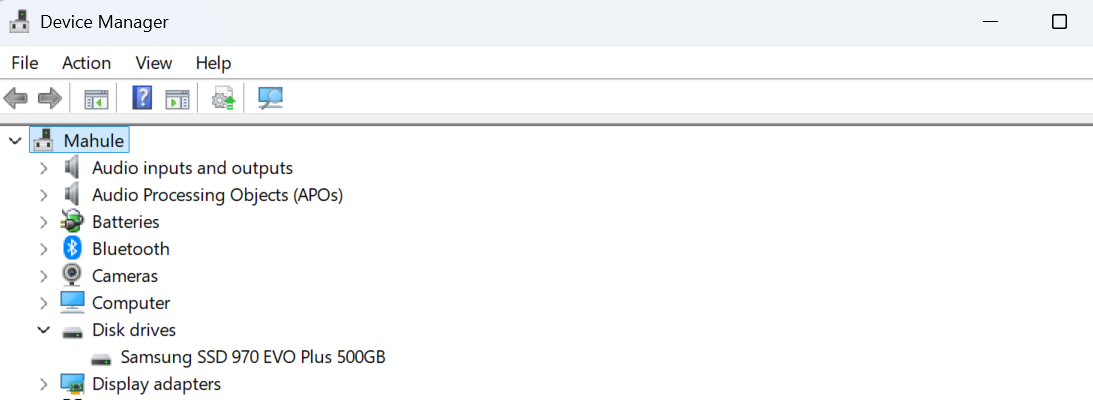 Device Manager
File Action View Help
Mahule
Audio inputs and outputs
Audio Processing Objects (APOs)
Batteries
Bluetooth
Cameras
Computer
Disk drives
Samsung SSD 970 EVO Plus 500GB
Display adapters